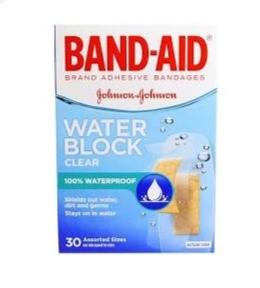 BAND-AID®
BRAND ADHESIVE BANDAGES
Johnson & Johnson
WATER
BLOCK
CLEAR
100% WATERPROOF
Shields out water,
dirt and germs
Stays on in water
30 Assorted Sizes